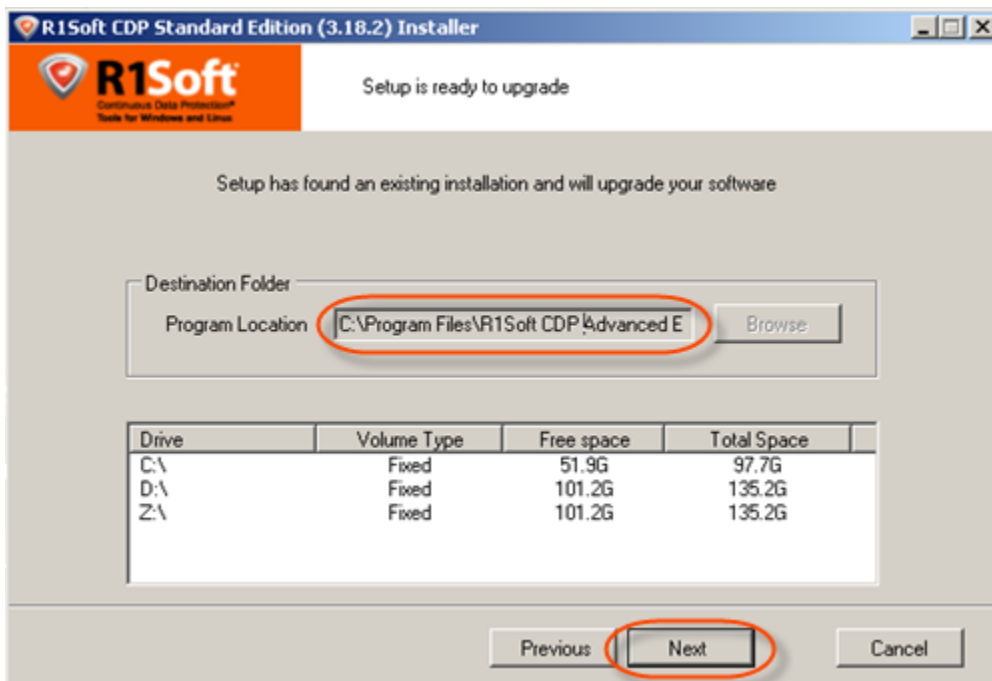 R1Soft CDP Standard Edition (3.18.2) Installer
R1Soft
Continuous Data Protection®
Tools for Windows and Linux
Setup is ready to upgrade
Setup has found an existing installation and will upgrade your software
Destination Folder
Program Location C:\Program Files\R1Soft CDP Advanced E Browse
Drive Volume Type Free space Total Space
C:\ Fixed 51.9G 97.7G
D:\ Fixed 101.2G 135.2G
Z:\ Fixed 101.2G 135.2G
Previous Next Cancel